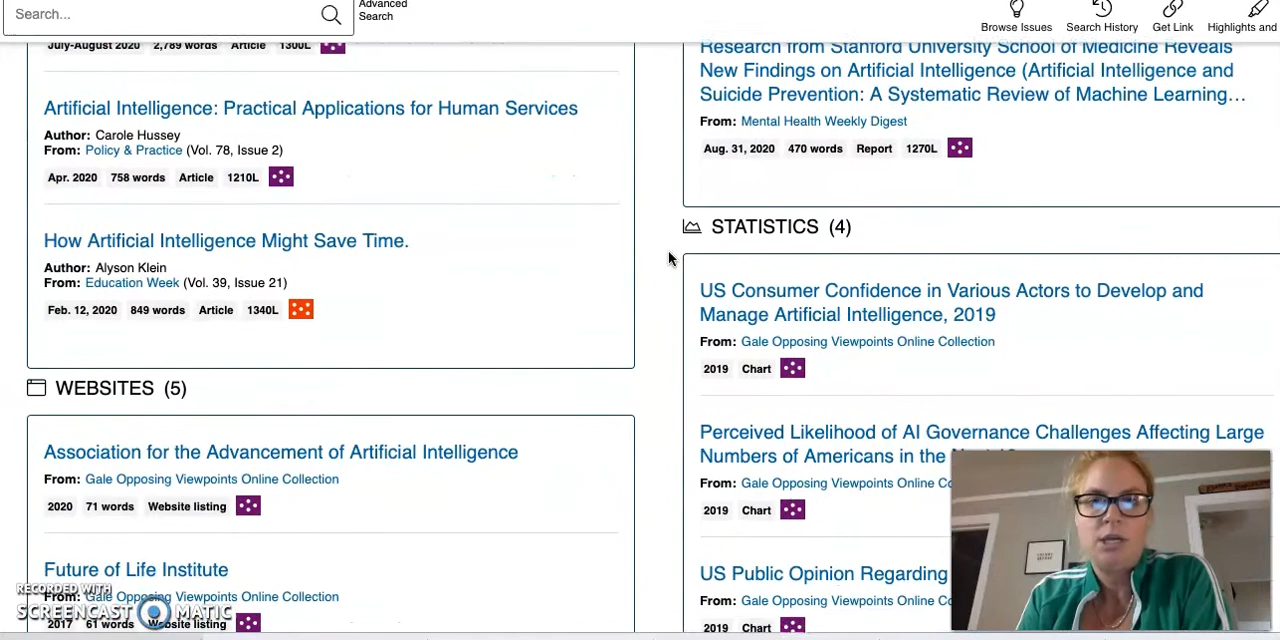 Search...
Advanced
Search
Browse Issues
Search History
Get Link
Highlights and
July-August 2020 2,789 words Article 1300L
Artificial Intelligence: Practical Applications for Human Services
Author: Carole Hussey
From: Policy & Practice (Vol. 78, Issue 2)
Apr. 2020 758 words Article 1210L
How Artificial Intelligence Might Save Time.
Author: Alyson Klein
From: Education Week (Vol. 39, Issue 21)
Feb. 12, 2020 849 words Article 1340L
WEBSITES (5)
Association for the Advancement of Artificial Intelligence
From: Gale Opposing Viewpoints Online Collection
2020 71 words Website listing
Future of Life Institute
From: Gale Opposing Viewpoints Online Collection
2017 61 words Website listing
RECORDED WITH
SCREENCAST MATIC
Research from Stanford University School of Medicine Reveals
New Findings on Artificial Intelligence (Artificial Intelligence and
Suicide Prevention: A Systematic Review of Machine Learning…
From: Mental Health Weekly Digest
Aug. 31, 2020 470 words Report 1270L
STATISTICS (4)
US Consumer Confidence in Various Actors to Develop and
Manage Artificial Intelligence, 2019
From: Gale Opposing Viewpoints Online Collection
2019 Chart
Perceived Likelihood of AI Governance Challenges Affecting Large
Numbers of Americans in the
From: Gale Opposing Viewpoints Online Co
2019 Chart
US Public Opinion Regarding
From: Gale Opposing Viewpoints Online Co
2019 Chart